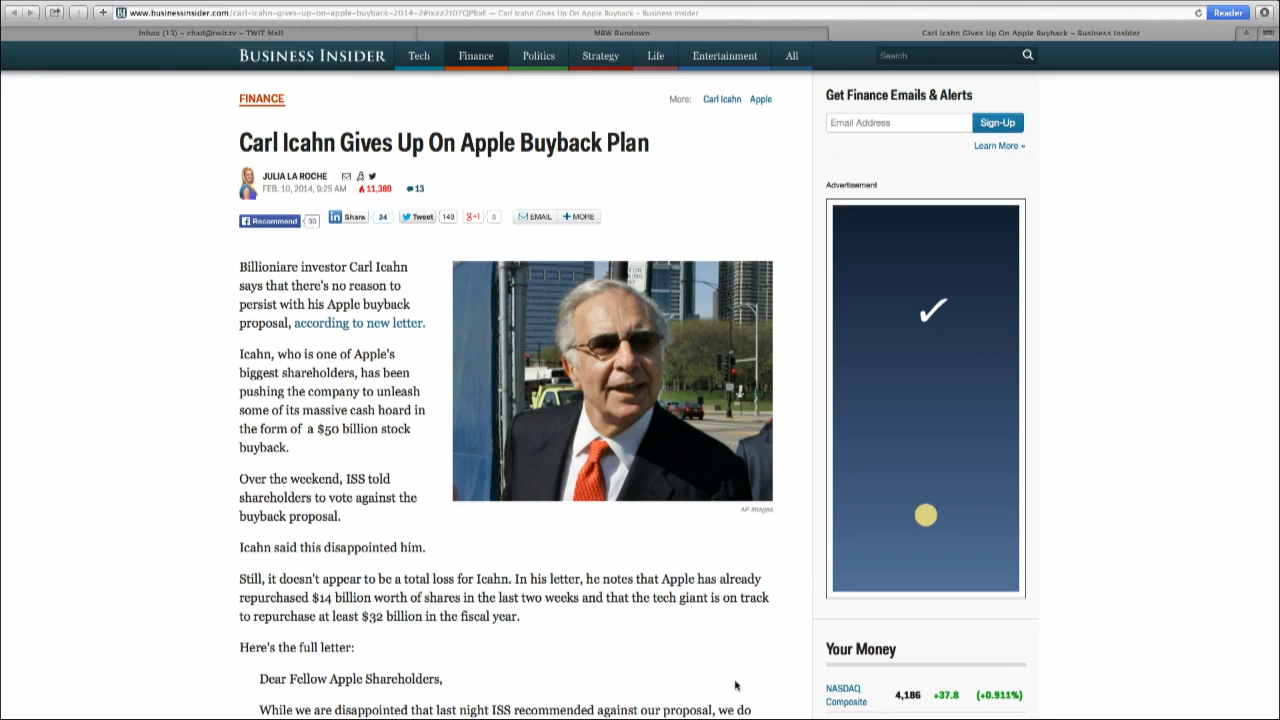 www.businessinsider.com/carl-icahn-gives-up-on-apple-buyback-2014-2 — Carl Icahn Gives Up On Apple Buyback – Business Insider
Reader
Inbox (13) – chad@twit.tv – TWiT Mail
MBW Rundown
Carl Icahn Gives Up On Apple Buyback – Business Insider
BUSINESS INSIDER
Tech
Finance
Politics
Strategy
Life
Entertainment
All
Search
FINANCE
More: Carl Icahn Apple
Carl Icahn Gives Up On Apple Buyback Plan
JULIA LA ROCHE
FEB. 10, 2014, 9:25 AM 11,389 13
Recommend 30 Share 24 Tweet 149 g+1 8 EMAIL + MORE
Billioniare investor Carl Icahn
says that there's no reason to
persist with his Apple buyback
proposal, according to new letter.
Icahn, who is one of Apple's
biggest shareholders, has been
pushing the company to unleash
some of its massive cash hoard in
the form of a $50 billion stock
buyback.
Over the weekend, ISS told
shareholders to vote against the
buyback proposal.
FOR
AP Images
Icahn said this disappointed him.
Still, it doesn't appear to be a total loss for Icahn. In his letter, he notes that Apple has already
repurchased $14 billion worth of shares in the last two weeks and that the tech giant is on track
to repurchase at least $32 billion in the fiscal year.
Here's the full letter:
Dear Fellow Apple Shareholders,
While we are disappointed that last night ISS recommended against our proposal, we do
Get Finance Emails & Alerts
Email Address
Sign-Up
Learn More »
Advertisement
Your Money
NASDAQ
Composite
4,186 +37.8 (+0.911%)